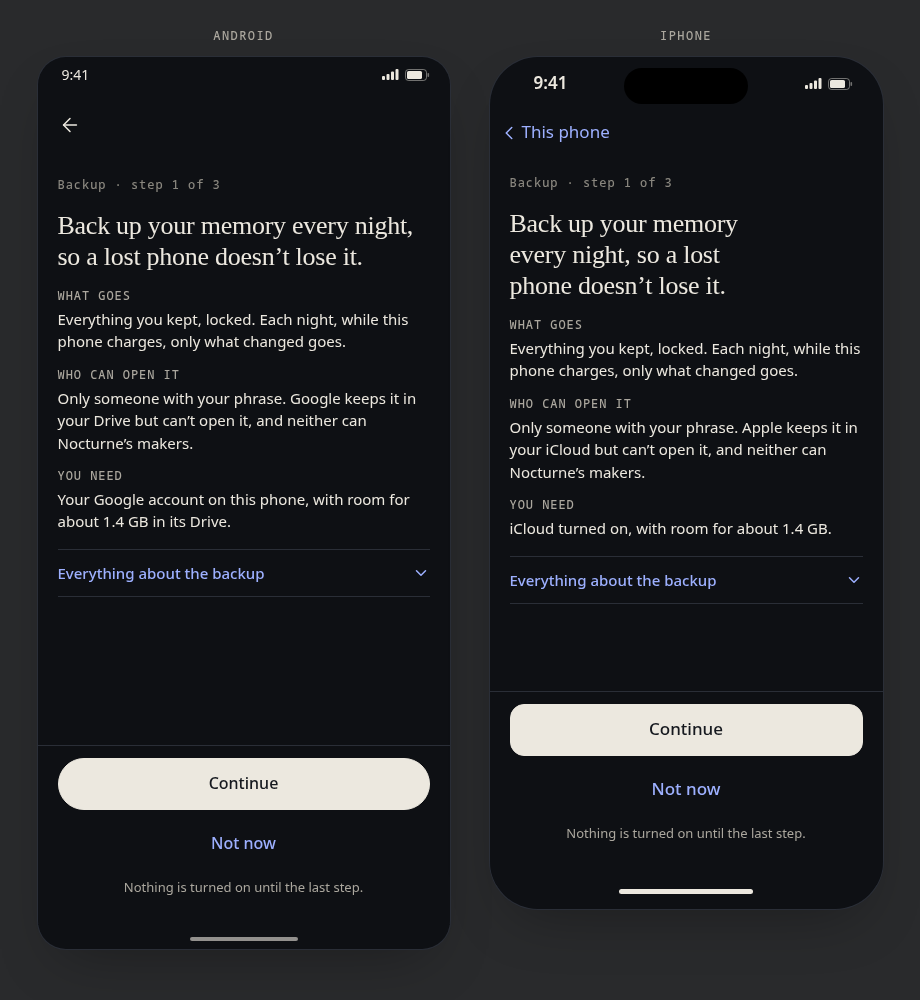 ANDROID
9:41
Backup · step 1 of 3
Back up your memory every night,
so a lost phone doesn’t lose it.
WHAT GOES
Everything you kept, locked. Each night, while this
phone charges, only what changed goes.
WHO CAN OPEN IT
Only someone with your phrase. Google keeps it in
your Drive but can’t open it, and neither can
Nocturne’s makers.
YOU NEED
Your Google account on this phone, with room for
about 1.4 GB in its Drive.
Everything about the backup
Continue
Not now
Nothing is turned on until the last step.
IPHONE
9:41
This phone
Backup · step 1 of 3
Back up your memory
every night, so a lost
phone doesn’t lose it.
WHAT GOES
Everything you kept, locked. Each night, while this
phone charges, only what changed goes.
WHO CAN OPEN IT
Only someone with your phrase. Apple keeps it in
your iCloud but can’t open it, and neither can
Nocturne’s makers.
YOU NEED
iCloud turned on, with room for about 1.4 GB.
Everything about the backup
Continue
Not now
Nothing is turned on until the last step.